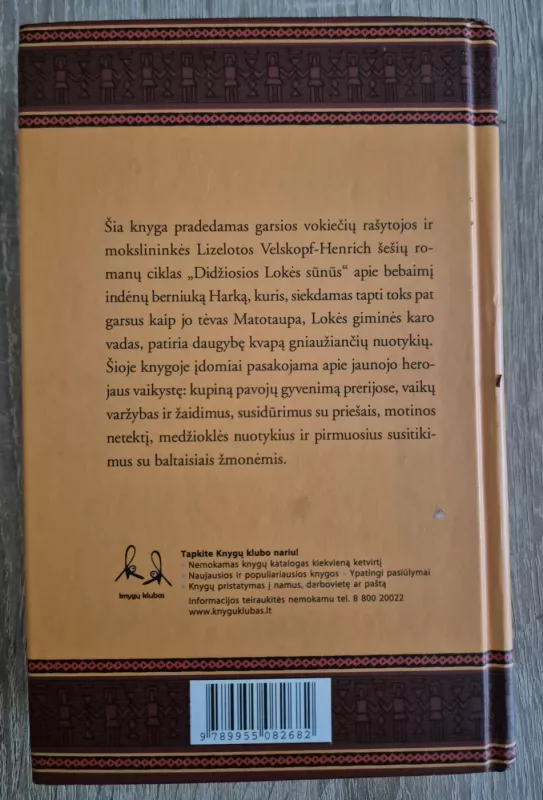 Šia knyga pradedamas garsios vokiečių rašytojos ir
mokslininkės Lizelotos Velskopf-Henrich šešių ro-
manų ciklas „Didžiosios Lokės sūnūs“ apie bebaimį
indėnų berniuką Harką, kuris, siekdamas tapti toks pat
garsus kaip jo tėvas Matotaupa, Lokės giminės karo
vadas, patiria daugybę kvapą gniaužiančių nuotykių.
Šioje knygoje įdomiai pasakojama apie jaunojo hero-
jaus vaikystę: kupiną pavojų gyvenimą prerijose, vaikų
varžybas ir žaidimus, susidūrimus su priešais, motinos
netektį, medžioklės nuotykius ir pirmuosius susitiki-
mus su baltaisiais žmonėmis.
knygų klubas
Tapkite Knygų klubo nariu!
· Nemokamas knygų katalogas kiekvieną ketvirtį
· Naujausios ir populiariausios knygos · Ypatingi pasiūlymai
· Knygų pristatymas į namus, darbovietę ar paštą
Informacijos teiraukitės nemokamu tel. 8 800 20022
www.knyguklubas.lt
9 789955 082682